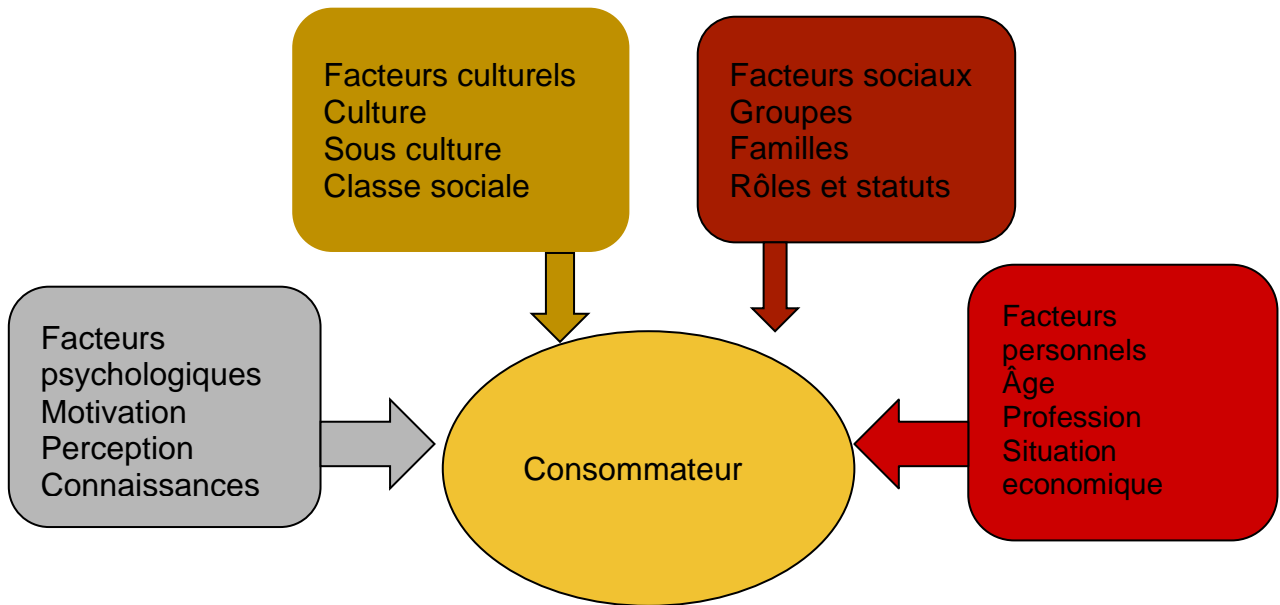 Facteurs culturels
Culture
Sous culture
Classe sociale
Facteurs sociaux
Groupes
Familles
Rôles et statuts
Facteurs
psychologiques
Motivation
Perception
Connaissances
Facteurs
personnels
Âge
Profession
Situation
economique
Consommateur